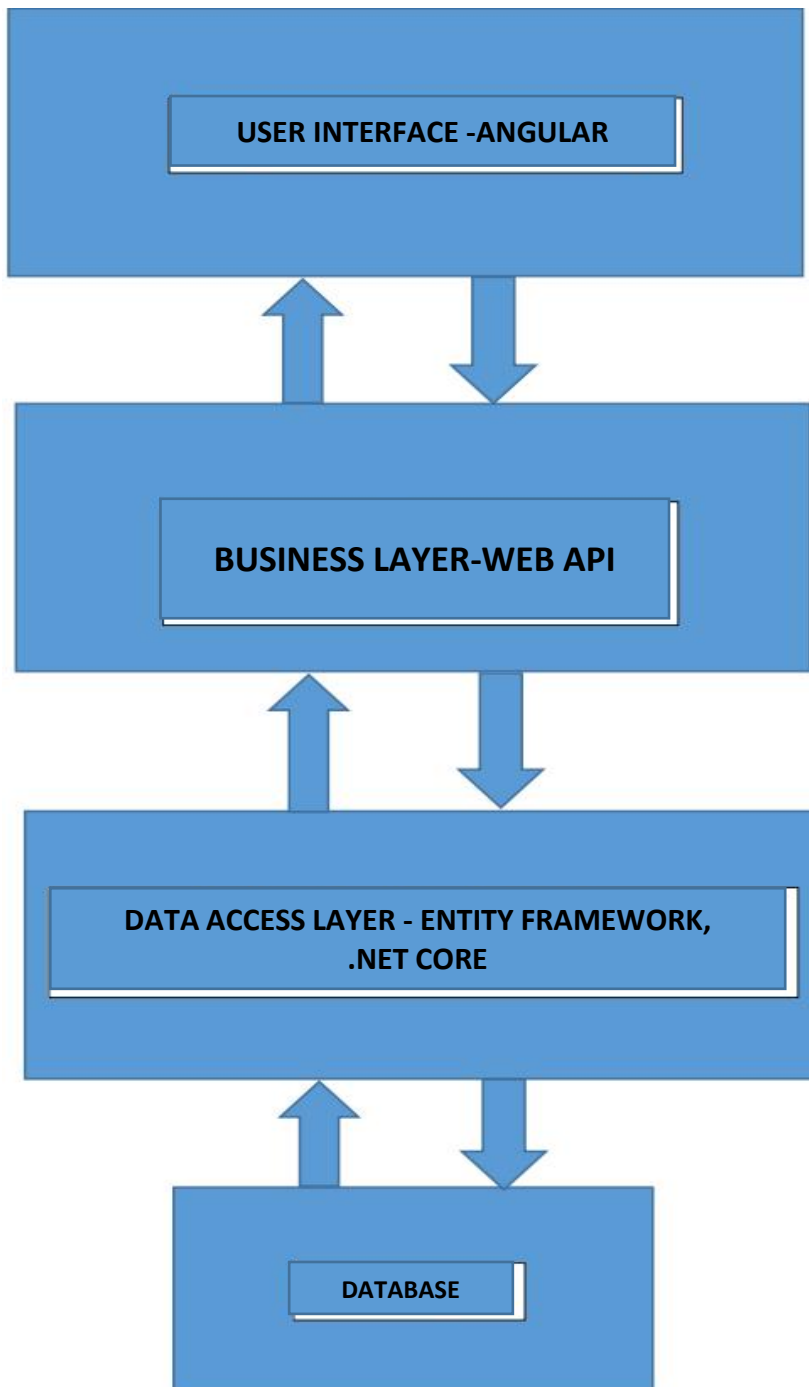 USER INTERFACE -ANGULAR
BUSINESS LAYER-WEB API
DATA ACCESS LAYER - ENTITY FRAMEWORK,
.NET CORE
DATABASE